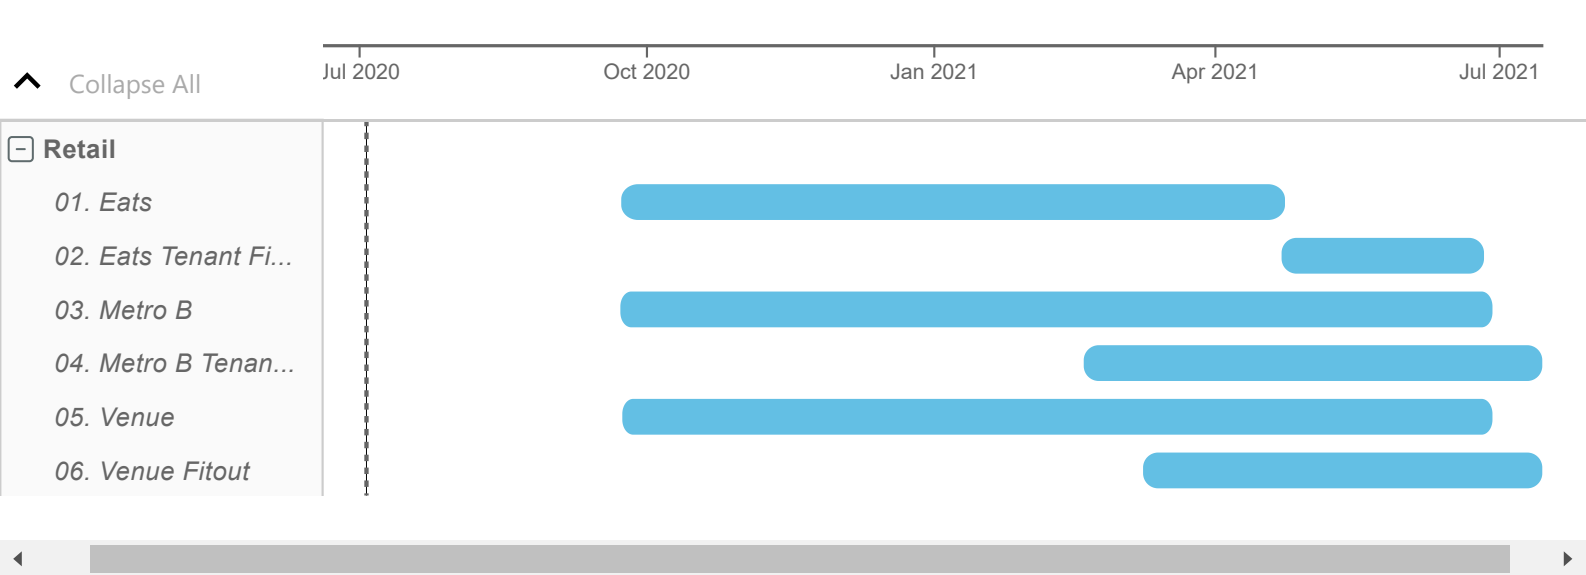 Jul 2020 Oct 2020 Jan 2021 Apr 2021 Jul 2021
Collapse All
Retail
01. Eats
02. Eats Tenant Fi...
03. Metro B
04. Metro B Tenan...
05. Venue
06. Venue Fitout